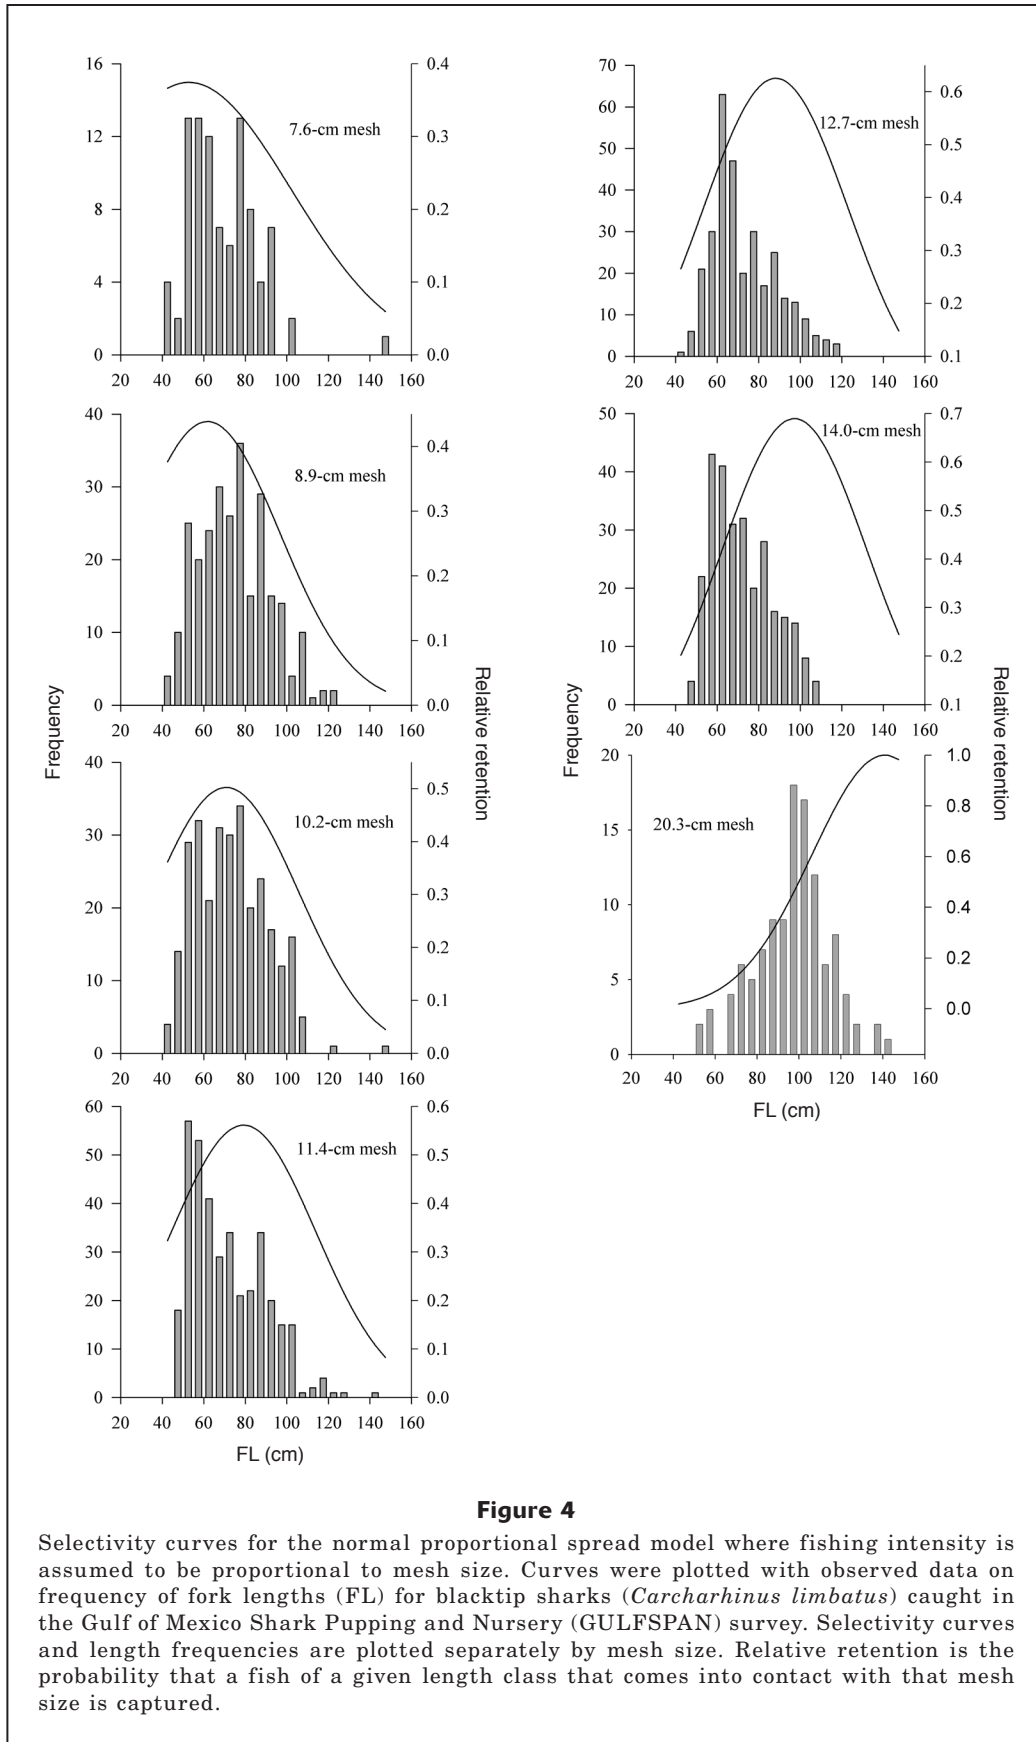 16
12
8
4
0
0.4
0.3
0.2
0.1
0.0
7.6-cm mesh
20 40 60 80 100 120 140 160
40
30
20
10
0
0.4
0.3
0.2
0.1
0.0
8.9-cm mesh
20 40 60 80 100 120 140 160
Frequency
Relative retention
40
30
20
10
0
0.5
0.4
0.3
0.2
0.1
0.0
10.2-cm mesh
20 40 60 80 100 120 140 160
60
50
40
30
20
10
0
0.6
0.5
0.4
0.3
0.2
0.1
0.0
11.4-cm mesh
20 40 60 80 100 120 140 160
FL (cm)
70
60
50
40
30
20
10
0
0.6
0.5
0.4
0.3
0.2
0.1
12.7-cm mesh
20 40 60 80 100 120 140 160
50
40
30
20
10
0
0.7
0.6
0.5
0.4
0.3
0.2
0.1
14.0-cm mesh
20 40 60 80 100 120 140 160
Frequency
Relative retention
20
15
10
5
0
1.0
0.8
0.6
0.4
0.2
0.0
20.3-cm mesh
20 40 60 80 100 120 140 160
FL (cm)
Figure 4
Selectivity curves for the normal proportional spread model where fishing intensity is
assumed to be proportional to mesh size. Curves were plotted with observed data on
frequency of fork lengths (FL) for blacktip sharks (Carcharhinus limbatus) caught in
the Gulf of Mexico Shark Pupping and Nursery (GULFSPAN) survey. Selectivity curves
and length frequencies are plotted separately by mesh size. Relative retention is the
probability that a fish of a given length class that comes into contact with that mesh
size is captured.